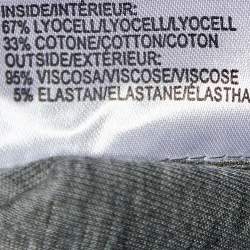 INSIDE/INTÉRIEUR:
67% LYOCELL/LYOCELL/LYOCELL
33% COTONE/COTTON/COTON
OUTSIDE/EXTÉRIEUR:
95% VISCOSA/VISCOSE/VISCOSE
5% ELASTAN/ELASTANE/ÉLASTHA